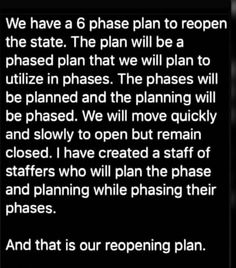 We have a 6 phase plan to reopen
the state. The plan will be a
phased plan that we will plan to
utilize in phases. The phases will
be planned and the planning will
be phased. We will move quickly
and slowly to open but remain
closed. I have created a staff of
staffers who will plan the phase
and planning while phasing their
phases.

And that is our reopening plan.